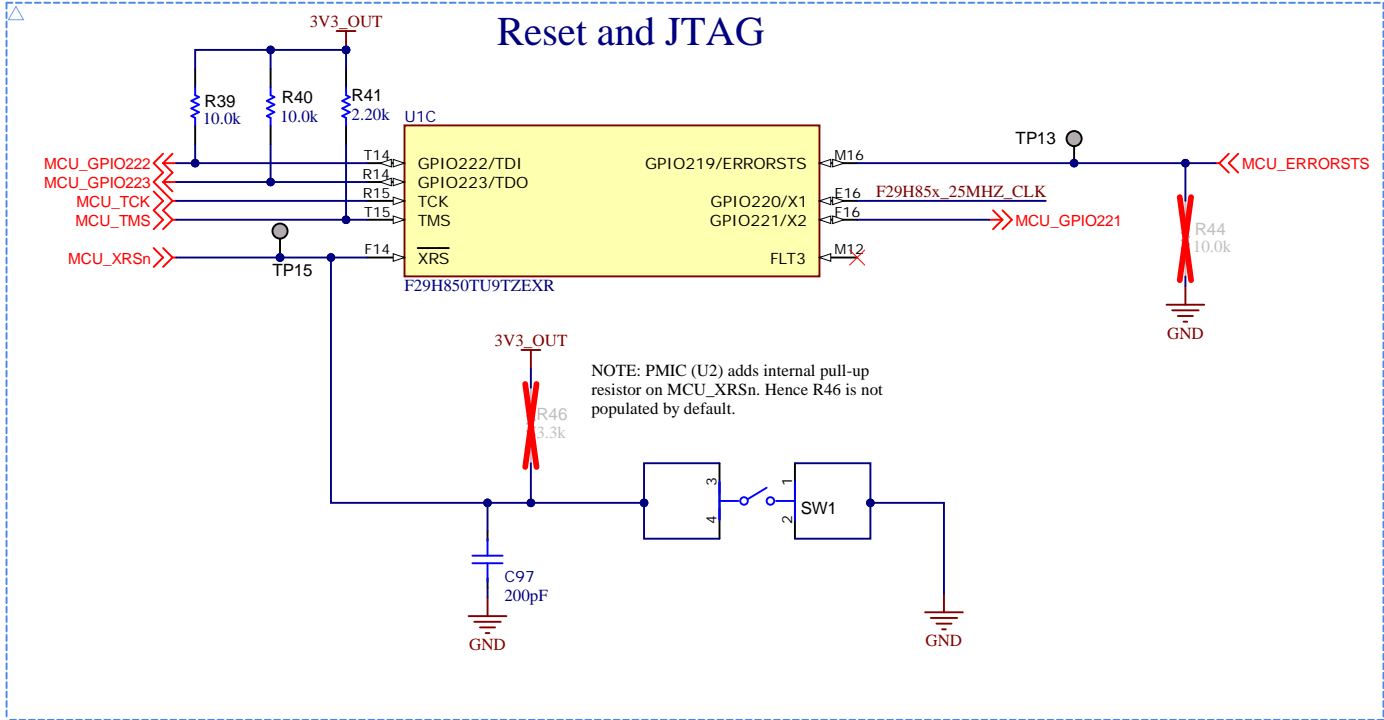 Reset and JTAG
3V3_OUT
R39
10.0k
R40
10.0k
R41
2.20k
U1C
TP13
MCU_GPIO222
T14
GPIO222/TDI
GPIO219/ERRORSTS
M16
MCU_ERRORSTS
MCU_GPIO223
R14
GPIO223/TDO
MCU_TCK
R15
TCK
GPIO220/X1
E16
F29H85x_25MHZ_CLK
MCU_TMS
T15
TMS
GPIO221/X2
F16
MCU_GPIO221
R44
10.0k
MCU_XRSn
TP15
F14
XRS
FLT3
M12
F29H850TU9TZEXR
GND
3V3_OUT
NOTE: PMIC (U2) adds internal pull-up
resistor on MCU_XRSn. Hence R46 is not
populated by default.
R46
3.3k
3
4
1
2
SW1
C97
200pF
GND
GND